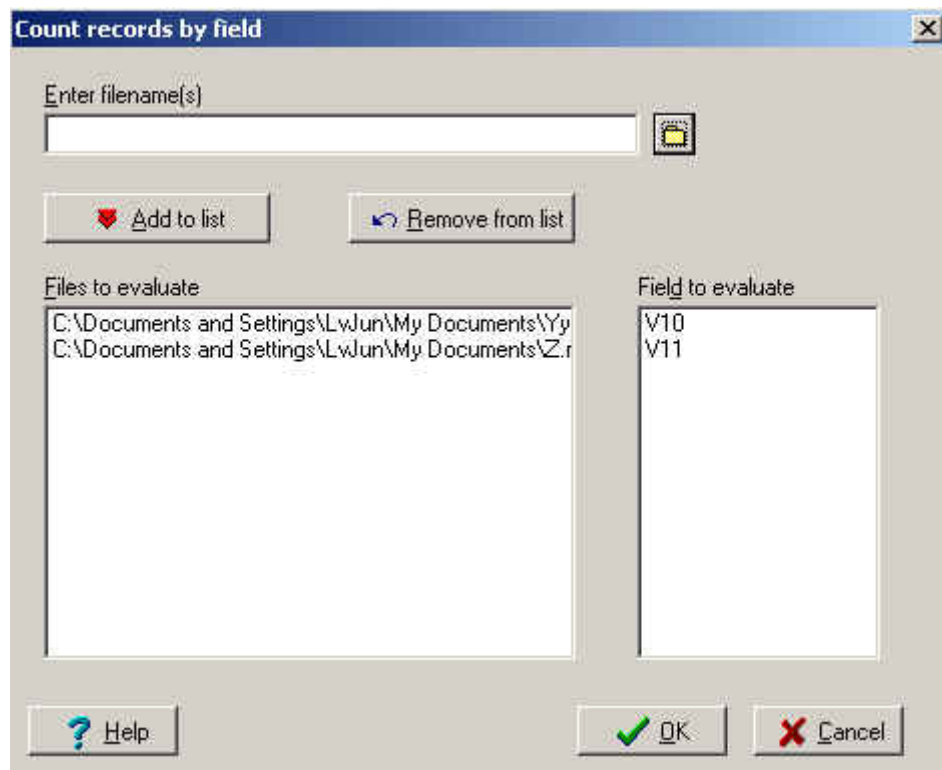 Count records by field
Enter filename(s)
Add to list
Remove from list
Files to evaluate
Field to evaluate
C:\Documents and Settings\LvJun\My Documents\Yy
C:\Documents and Settings\LvJun\My Documents\Z.r
V10
V11
Help
OK
Cancel